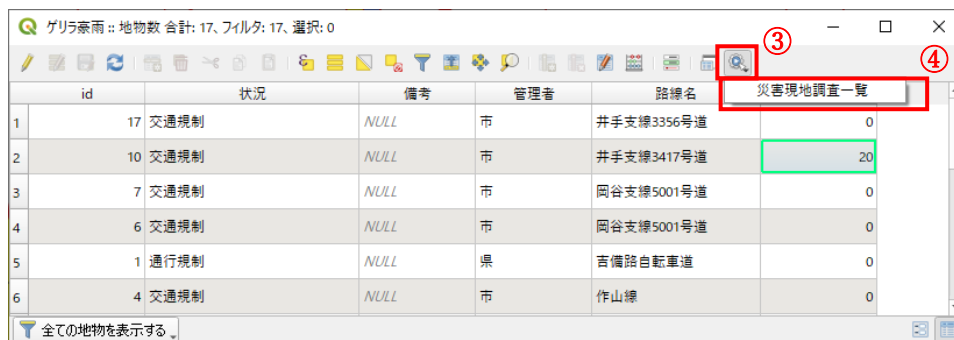 ゲリラ豪雨 :: 地物数 合計: 17、フィルタ: 17、選択: 0
③
④
id 状況 備考 管理者 路線名 災害現地調査一覧
1 17 交通規制 NULL 市 井手支線3356号道 0
2 10 交通規制 NULL 市 井手支線3417号道 20
3 7 交通規制 NULL 市 岡谷支線5001号道 0
4 6 交通規制 NULL 市 岡谷支線5001号道 0
5 1 通行規制 NULL 県 吉備路自転車道 0
6 4 交通規制 NULL 市 作山線 0
全ての地物を表示する